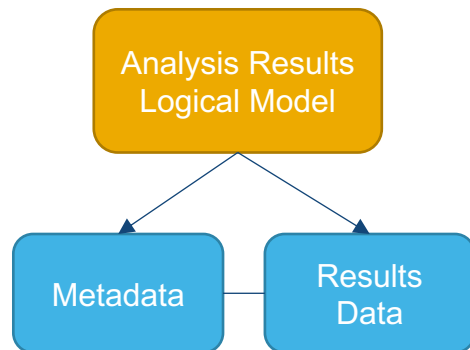 Analysis Results
Logical Model
Metadata
Results
Data